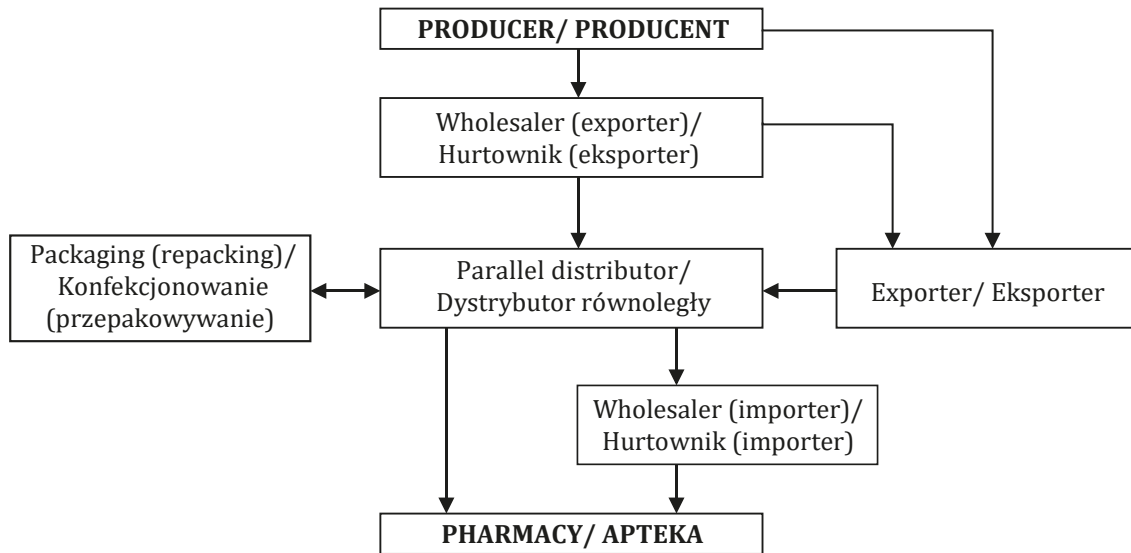 PRODUCER/ PRODUCENT
Wholesaler (exporter)/
Hurtownik (eksporter)
Packaging (repacking)/
Konfekcjonowanie
(przepakowywanie)
Parallel distributor/
Dystrybutor równoległy
Exporter/ Eksporter
Wholesaler (importer)/
Hurtownik (importer)
PHARMACY/ APTEKA